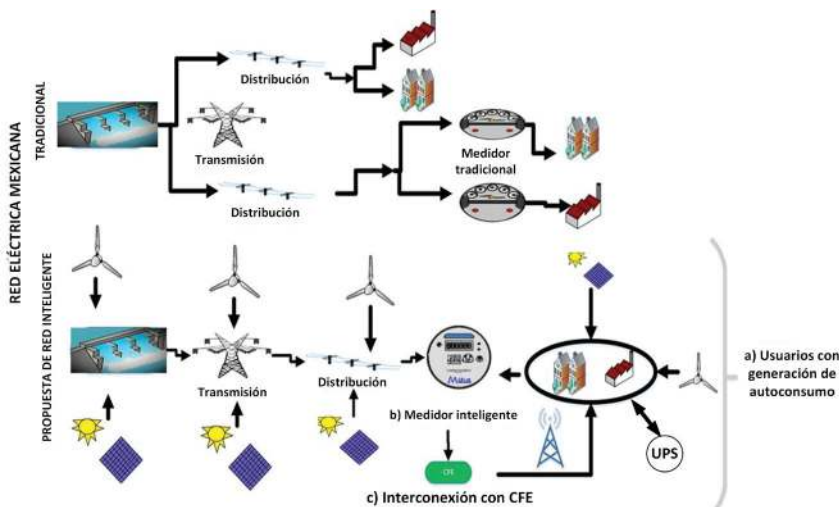 RED ELÉCTRICA MEXICANA
TRADICIONAL
Distribución
Transmisión
Medidor
tradicional
Distribución
PROPUESTA DE RED INTELIGENTE
Transmisión
Distribución
b) Medidor inteligente
CFE
c) Interconexión con CFE
UPS
a) Usuarios con
generación de
autoconsumo